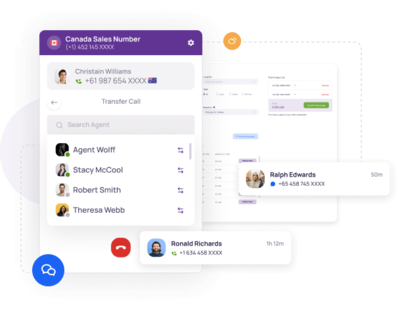 Canada Sales Number
(+1) 452 145 XXXX
Christain Williams
+61 987 654 XXXX
Transfer Call
Search Agent
Agent Wolff
Stacy McCool
Robert Smith
Theresa Webb
Ralph Edwards
50m
+65 458 745 XXXX
Ronald Richards
1h 12m
+1 634 458 XXXX